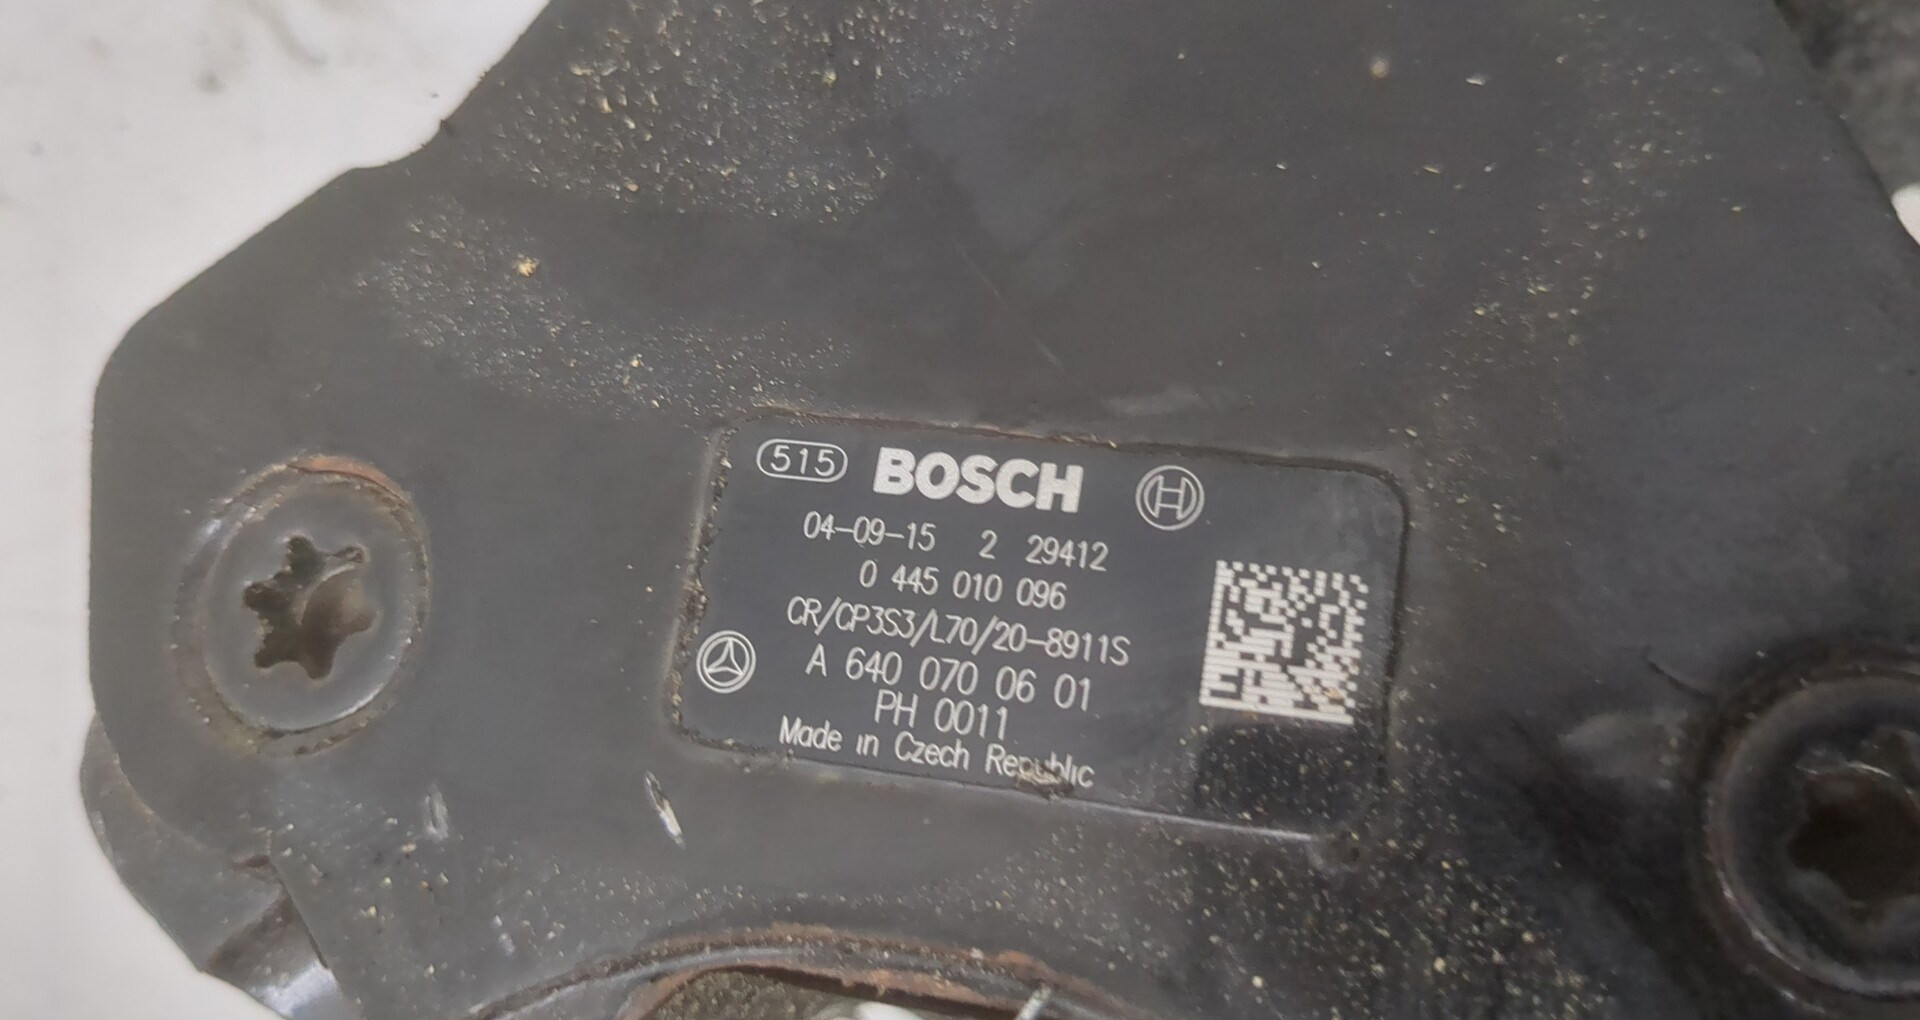 515 BOSCH
04-09-15 2 29412
0 445 010 096
CR/CP3S3/L70/20-8911S
A 640 070 06 01
PH 0011
Made in Czech Republic